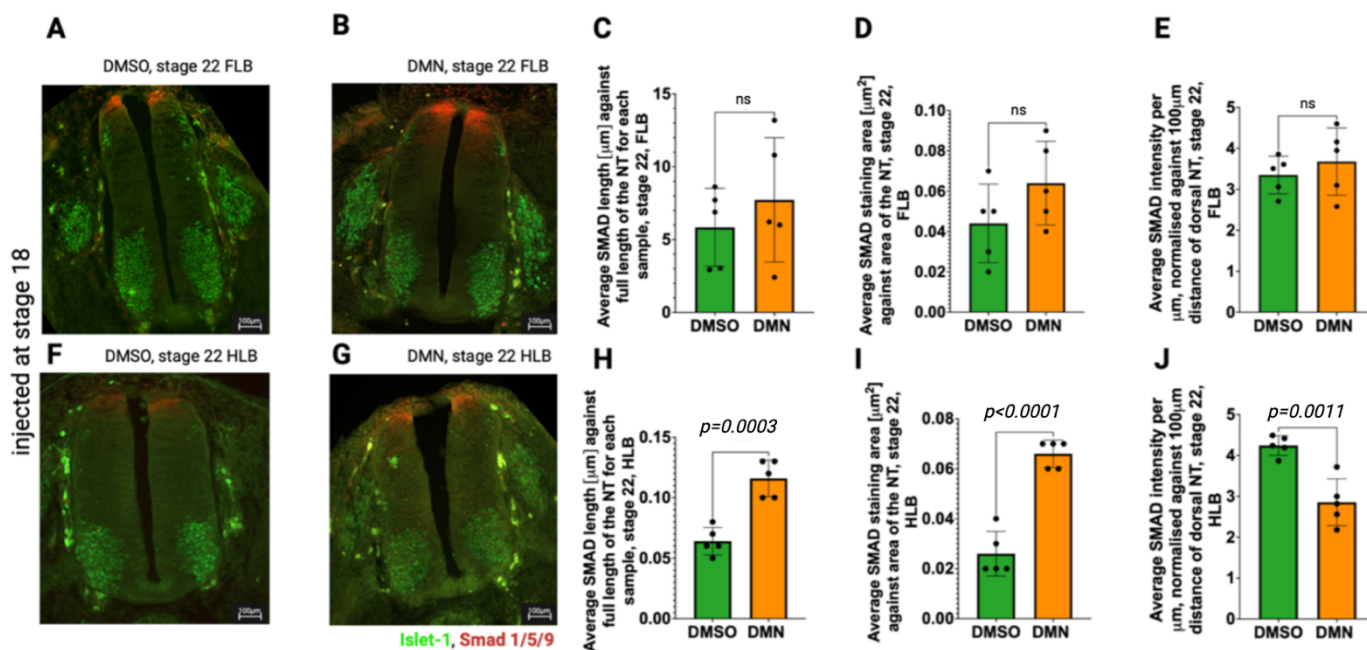 A
DMSO, stage 22 FLB
100μm
B
DMN, stage 22 FLB
100μm
C
Average SMAD length [μm] against
full length of the NT for each
sample, stage 22, FLB
15
10
5
0
ns
DMSO DMN
D
Average SMAD staining area [μm²]
against area of the NT, stage 22,
FLB
0.10
0.08
0.06
0.04
0.02
0.00
ns
DMSO DMN
E
Average SMAD intensity per
μm, normalised against 100μm
distance of dorsal NT, stage 22,
FLB
5
4
3
2
1
0
ns
DMSO DMN
injected at stage 18
F
DMSO, stage 22 HLB
100μm
G
DMN, stage 22 HLB
100μm
Islet-1, Smad 1/5/9
H
Average SMAD length [μm] against
full length of the NT for each
sample, stage 22, HLB
0.15
0.10
0.05
0.00
p=0.0003
DMSO DMN
I
Average SMAD staining area [μm²]
against area of the NT, stage 22,
HLB
0.08
0.06
0.04
0.02
0.00
p<0.0001
DMSO DMN
J
Average SMAD intensity per
μm, normalised against 100μm
distance of dorsal NT, stage 22,
HLB
5
4
3
2
1
0
p=0.0011
DMSO DMN